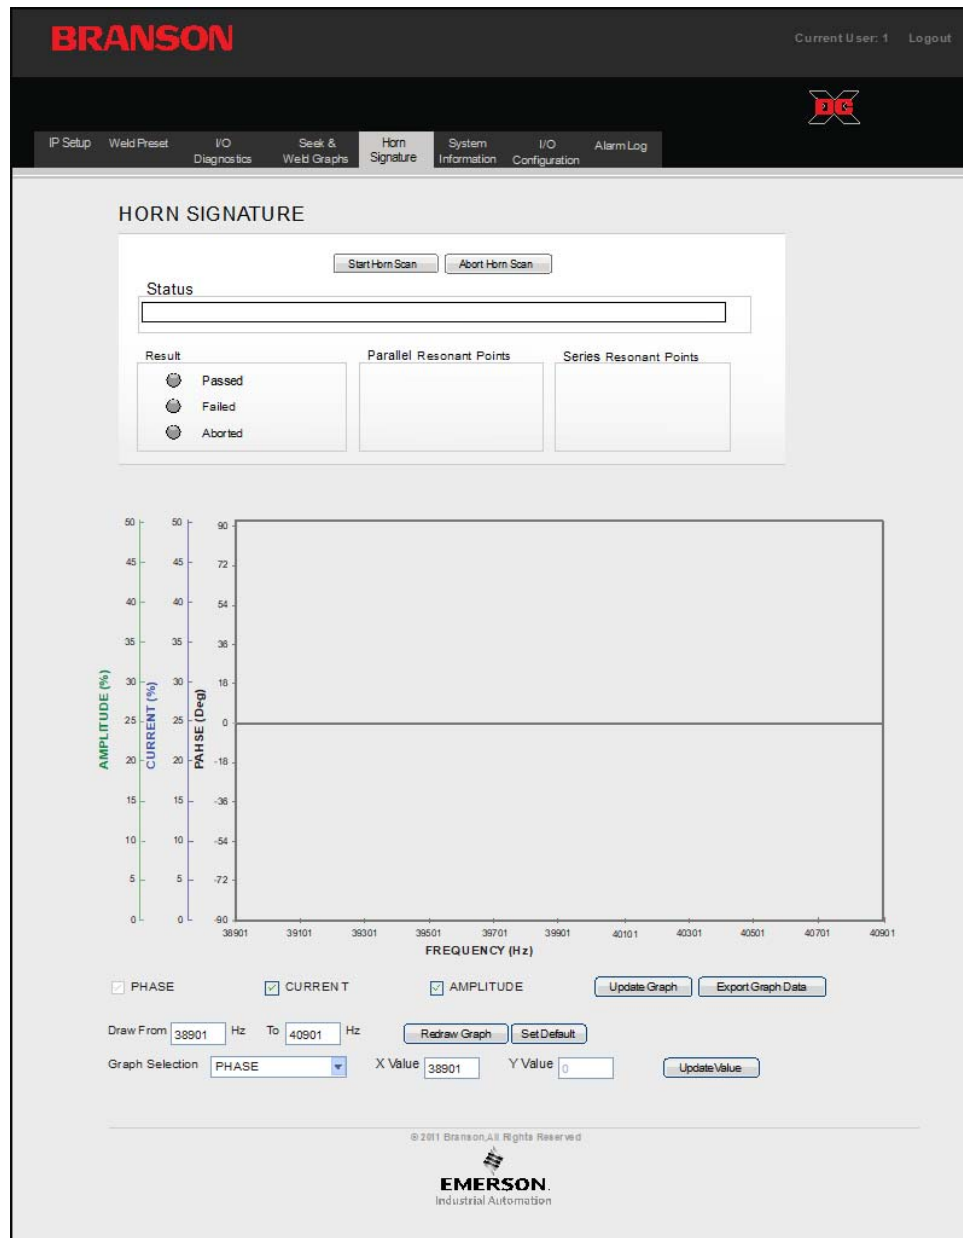 BRANSON
Current User: 1 Logout
DCX
IP Setup Weld Preset I/O Diagnostics Seek & Weld Graphs Horn Signature System Information I/O Configuration Alarm Log
HORN SIGNATURE
Start Horn Scan Abort Horn Scan
Status
Result Parallel Resonant Points Series Resonant Points
Passed
Failed
Aborted
AMPLITUDE (%)
50
45
40
35
30
25
20
15
10
5
0
CURRENT (%)
50
45
40
35
30
25
20
15
10
5
0
PAHSE (Deg)
90
72
54
36
18
0
-18
-36
-54
-72
-90
38901 39101 39301 39501 39701 39901 40101 40301 40501 40701 40901
FREQUENCY (Hz)
PHASE CURRENT AMPLITUDE Update Graph Export Graph Data
Draw From 38901 Hz To 40901 Hz Redraw Graph Set Default
Graph Selection PHASE X Value 38901 Y Value 0 Update Value
© 2011 Branson,All Rights Reserved
EMERSON.
Industrial Automation